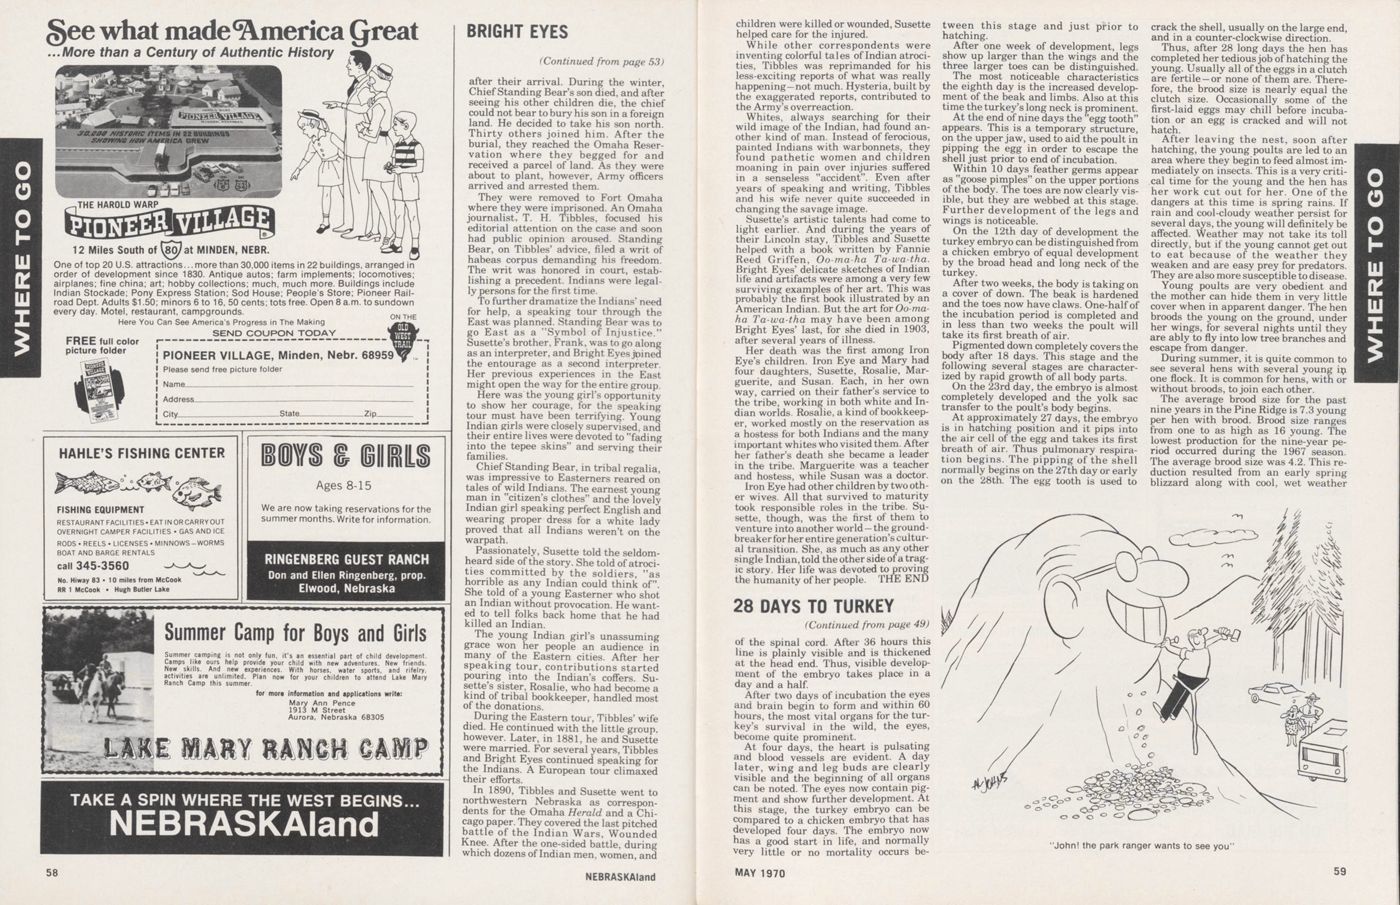 See what made America Great
...More than a Century of Authentic History
PIONEER VILLAGE
30,000 HISTORIC ITEMS IN 22 BUILDINGS
SHOWING HOW AMERICA GREW
THE HAROLD WARP
PIONEER VILLAGE
12 Miles South of 80 at MINDEN, NEBR.
One of top 20 U.S. attractions...more than 30,000 items in 22 buildings, arranged in
order of development since 1830. Antique autos; farm implements; locomotives;
airplanes; fine china; art; hobby collections; much, much more. Buildings include
Indian Stockade; Pony Express Station; Sod House; People's Store; Pioneer Rail-
road Dept. Adults $1.50; minors 6 to 16, 50 cents; tots free. Open 8 a.m. to sundown
every day. Motel, restaurant, campgrounds.
Here You Can See America's Progress in The Making
SEND COUPON TODAY
ON THE
OLD
WEST
TRAIL
FREE full color
picture folder
PIONEER VILLAGE, Minden, Nebr. 68959
Please send free picture folder
Name
Address
City State Zip
WHERE TO GO
HAHLE'S FISHING CENTER
FISHING EQUIPMENT
RESTAURANT FACILITIES • EAT IN OR CARRY OUT
OVERNIGHT CAMPER FACILITIES • GAS AND ICE
RODS • REELS • LICENSES • MINNOWS – WORMS
BOAT AND BARGE RENTALS
call 345-3560
No. Hiway 83 • 10 miles from McCook
RR 1 McCook • Hugh Butler Lake
BOYS & GIRLS
Ages 8-15
We are now taking reservations for the
summer months. Write for information.
RINGENBERG GUEST RANCH
Don and Ellen Ringenberg, prop.
Elwood, Nebraska
Summer Camp for Boys and Girls
Summer camping is not only fun, it's an essential part of child development.
Camps like ours help provide your child with new adventures. New friends.
New skills. And new experiences. With horses, water sports, and riflery,
activities are unlimited. Plan now for your children to attend Lake Mary
Ranch Camp this summer.
for more information and applications write:
Mary Ann Pence
1913 M Street
Aurora, Nebraska 68305
LAKE MARY RANCH CAMP
TAKE A SPIN WHERE THE WEST BEGINS...
NEBRASKAland
58
BRIGHT EYES
(Continued from page 53)
after their arrival. During the winter,
Chief Standing Bear's son died, and after
seeing his other children die, the chief
could not bear to bury his son in a foreign
land. He decided to take his son north.
Thirty others joined him. After the
burial, they reached the Omaha Reser-
vation where they begged for and
received a parcel of land. As they were
about to plant, however, Army officers
arrived and arrested them.
They were removed to Fort Omaha
where they were imprisoned. An Omaha
journalist, T. H. Tibbles, focused his
editorial attention on the case and soon
had public opinion aroused. Standing
Bear, on Tibbles' advice, filed a writ of
habeas corpus demanding his freedom.
The writ was honored in court, estab-
lishing a precedent. Indians were legal-
ly persons for the first time.
To further dramatize the Indians' need
for help, a speaking tour through the
East was planned. Standing Bear was to
go East as a "Symbol of Injustice."
Susette's brother, Frank, was to go along
as an interpreter, and Bright Eyes joined
the entourage as a second interpreter.
Her previous experiences in the East
might open the way for the entire group.
Here was the young girl's opportunity
to show her courage, for the speaking
tour must have been terrifying. Young
Indian girls were closely supervised, and
their entire lives were devoted to "fading
into the tepee skins" and serving their
families.
Chief Standing Bear, in tribal regalia,
was impressive to Easterners reared on
tales of wild Indians. The earnest young
man in "citizen's clothes" and the lovely
Indian girl speaking perfect English and
wearing proper dress for a white lady
proved that all Indians weren't on the
warpath.
Passionately, Susette told the seldom-
heard side of the story. She told of atroci-
ties committed by the soldiers, "as
horrible as any Indian could think of".
She told of a young Easterner who shot
an Indian without provocation. He want-
ed to tell folks back home that he had
killed an Indian.
The young Indian girl's unassuming
grace won her people an audience in
many of the Eastern cities. After her
speaking tour, contributions started
pouring into the Indian's coffers. Su-
sette's sister, Rosalie, who had become a
kind of tribal bookkeeper, handled most
of the donations.
During the Eastern tour, Tibbles' wife
died. He continued with the little group,
however. Later, in 1881, he and Susette
were married. For several years, Tibbles
and Bright Eyes continued speaking for
the Indians. A European tour climaxed
their efforts.
In 1890, Tibbles and Susette went to
northwestern Nebraska as correspon-
dents for the Omaha Herald and a Chi-
cago paper. They covered the last pitched
battle of the Indian Wars, Wounded
Knee. After the one-sided battle, during
which dozens of Indian men, women, and
NEBRASKAland
children were killed or wounded, Susette
helped care for the injured.
While other correspondents were
inventing colorful tales of Indian atroci-
ties, Tibbles was reprimanded for his
less-exciting reports of what was really
happening—not much. Hysteria, built by
the exaggerated reports, contributed to
the Army's overreaction.
Whites, always searching for their
wild image of the Indian, had found an-
other kind of man. Instead of ferocious,
painted Indians with warbonnets, they
found pathetic women and children
moaning in pain over injuries suffered
in a senseless "accident". Even after
years of speaking and writing, Tibbles
and his wife never quite succeeded in
changing the savage image.
Susette's artistic talents had come to
light earlier. And during the years of
their Lincoln stay, Tibbles and Susette
helped with a book written by Fannie
Reed Griffen, Oo-ma-ha Ta-wa-tha.
Bright Eyes' delicate sketches of Indian
life and artifacts were among a very few
surviving examples of her art. This was
probably the first book illustrated by an
American Indian. But the art for Oo-ma-
ha Ta-wa-tha may have been among
Bright Eyes' last, for she died in 1903,
after several years of illness.
Her death was the first among Iron
Eye's children. Iron Eye and Mary had
four daughters, Susette, Rosalie, Mar-
guerite, and Susan. Each, in her own
way, carried on their father's service to
the tribe, working in both white and In-
dian worlds. Rosalie, a kind of bookkeep-
er, worked mostly on the reservation as
a hostess for both Indians and the many
important whites who visited them. After
her father's death she became a leader
in the tribe. Marguerite was a teacher
and hostess, while Susan was a doctor.
Iron Eye had other children by two oth-
er wives. All that survived to maturity
took responsible roles in the tribe. Su-
sette, though, was the first of them to
venture into another world—the ground-
breaker for her entire generation's cultur-
al transition. She, as much as any other
single Indian, told the other side of a trag-
ic story. Her life was devoted to proving
the humanity of her people. THE END
28 DAYS TO TURKEY
(Continued from page 49)
of the spinal cord. After 36 hours this
line is plainly visible and is thickened
at the head end. Thus, visible develop-
ment of the embryo takes place in a
day and a half.
After two days of incubation the eyes
and brain begin to form and within 60
hours, the most vital organs for the tur-
key's survival in the wild, the eyes,
become quite prominent.
At four days, the heart is pulsating
and blood vessels are evident. A day
later, wing and leg buds are clearly
visible and the beginning of all organs
can be noted. The eyes now contain pig-
ment and show further development. At
this stage, the turkey embryo can be
compared to a chicken embryo that has
developed four days. The embryo now
has a good start in life, and normally
very little or no mortality occurs be-
MAY 1970
tween this stage and just prior to
hatching.
After one week of development, legs
show up larger than the wings and the
three larger toes can be distinguished.
The most noticeable characteristics
the eighth day is the increased develop-
ment of the beak and limbs. Also at this
time the turkey's long neck is prominent.
At the end of nine days the "egg tooth"
appears. This is a temporary structure,
on the upper jaw, used to aid the poult in
pipping the egg in order to escape the
shell just prior to end of incubation.
Within 10 days feather germs appear
as "goose pimples" on the upper portions
of the body. The toes are now clearly vis-
ible, but they are webbed at this stage.
Further development of the legs and
wings is noticeable.
On the 12th day of development the
turkey embryo can be distinguished from
a chicken embryo of equal development
by the broad head and long neck of the
turkey.
After two weeks, the body is taking on
a cover of down. The beak is hardened
and the toes now have claws. One-half of
the incubation period is completed and
in less than two weeks the poult will
take its first breath of air.
Pigmented down completely covers the
body after 18 days. This stage and the
following several stages are character-
ized by rapid growth of all body parts.
On the 23rd day, the embryo is almost
completely developed and the yolk sac
transfer to the poult's body begins.
At approximately 27 days, the embryo
is in hatching position and it pips into
the air cell of the egg and takes its first
breath of air. Thus pulmonary respira-
tion begins. The pipping of the shell
normally begins on the 27th day or early
on the 28th. The egg tooth is used to
crack the shell, usually on the large end,
and in a counter-clockwise direction.
Thus, after 28 long days the hen has
completed her tedious job of hatching the
young. Usually all of the eggs in a clutch
are fertile—or none of them are. There-
fore, the brood size is nearly equal the
clutch size. Occasionally some of the
first-laid eggs may chill before incuba-
tion or an egg is cracked and will not
hatch.
After leaving the nest, soon after
hatching, the young poults are led to an
area where they begin to feed almost im-
mediately on insects. This is a very criti-
cal time for the young and the hen has
her work cut out for her. One of the
dangers at this time is spring rains. If
rain and cool-cloudy weather persist for
several days, the young will definitely be
affected. Weather may not take its toll
directly, but if the young cannot get out
to eat because of the weather they
weaken and are easy prey for predators.
They are also more susceptible to disease.
Young poults are very obedient and
the mother can hide them in very little
cover when in apparent danger. The hen
broods the young on the ground, under
her wings, for several nights until they
are ably to fly into low tree branches and
escape from danger.
During summer, it is quite common to
see several hens with several young in
one flock. It is common for hens, with or
without broods, to join each other.
The average brood size for the past
nine years in the Pine Ridge is 7.3 young
per hen with brood. Brood size ranges
from one to as high as 16 young. The
lowest production for the nine-year pe-
riod occurred during the 1967 season.
The average brood size was 4.2. This re-
duction resulted from an early spring
blizzard along with cool, wet weather
"John! the park ranger wants to see you"
59
WHERE TO GO